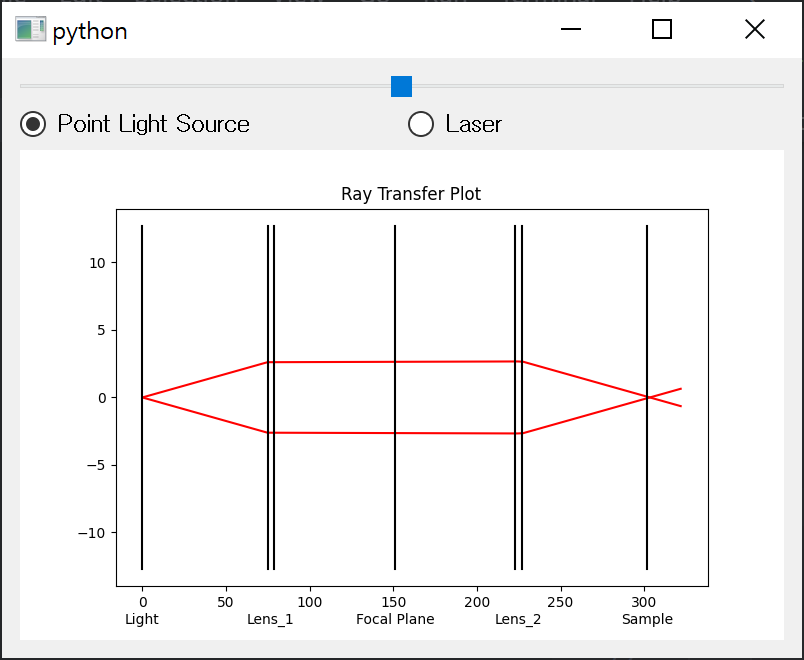 python
Point Light Source Laser
Ray Transfer Plot
10
5
0
−5
−10
0 50 100 150 200 250 300
Light Lens_1 Focal Plane Lens_2 Sample